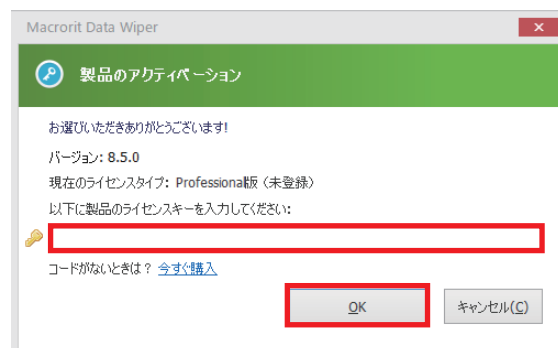 Macrorit Data Wiper
製品のアクティベーション
お選びいただきありがとうございます!
バージョン: 8.5.0
現在のライセンスタイプ: Professional版（未登録）
以下に製品のライセンスキーを入力してください:
コードがないときは？ 今すぐ購入
OK
キャンセル(C)